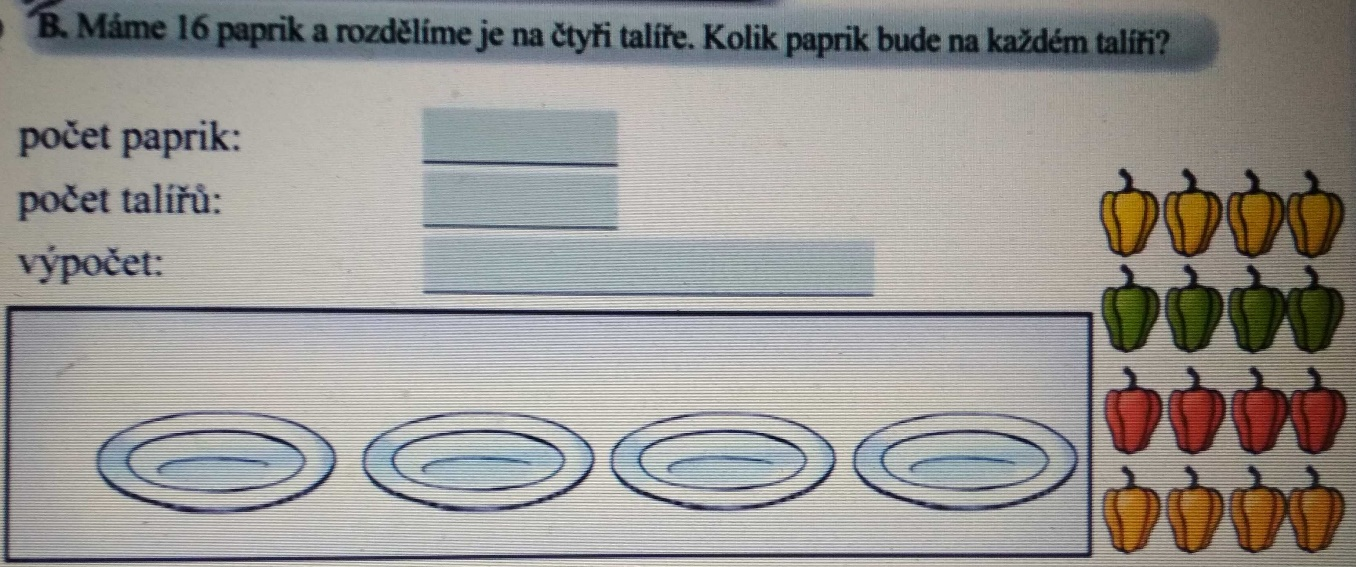 B. Máme 16 paprik a rozdělíme je na čtyři talíře. Kolik paprik bude na každém talíři?
počet paprik:
počet talířů:
výpočet: